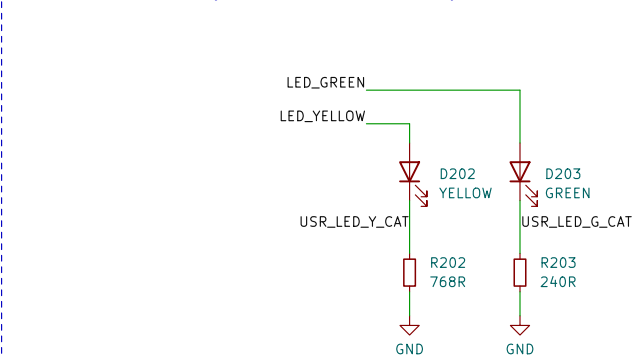 LED_GREEN
LED_YELLOW
D202
YELLOW
D203
GREEN
USR_LED_Y_CAT
USR_LED_G_CAT
R202
768R
R203
240R
GND
GND